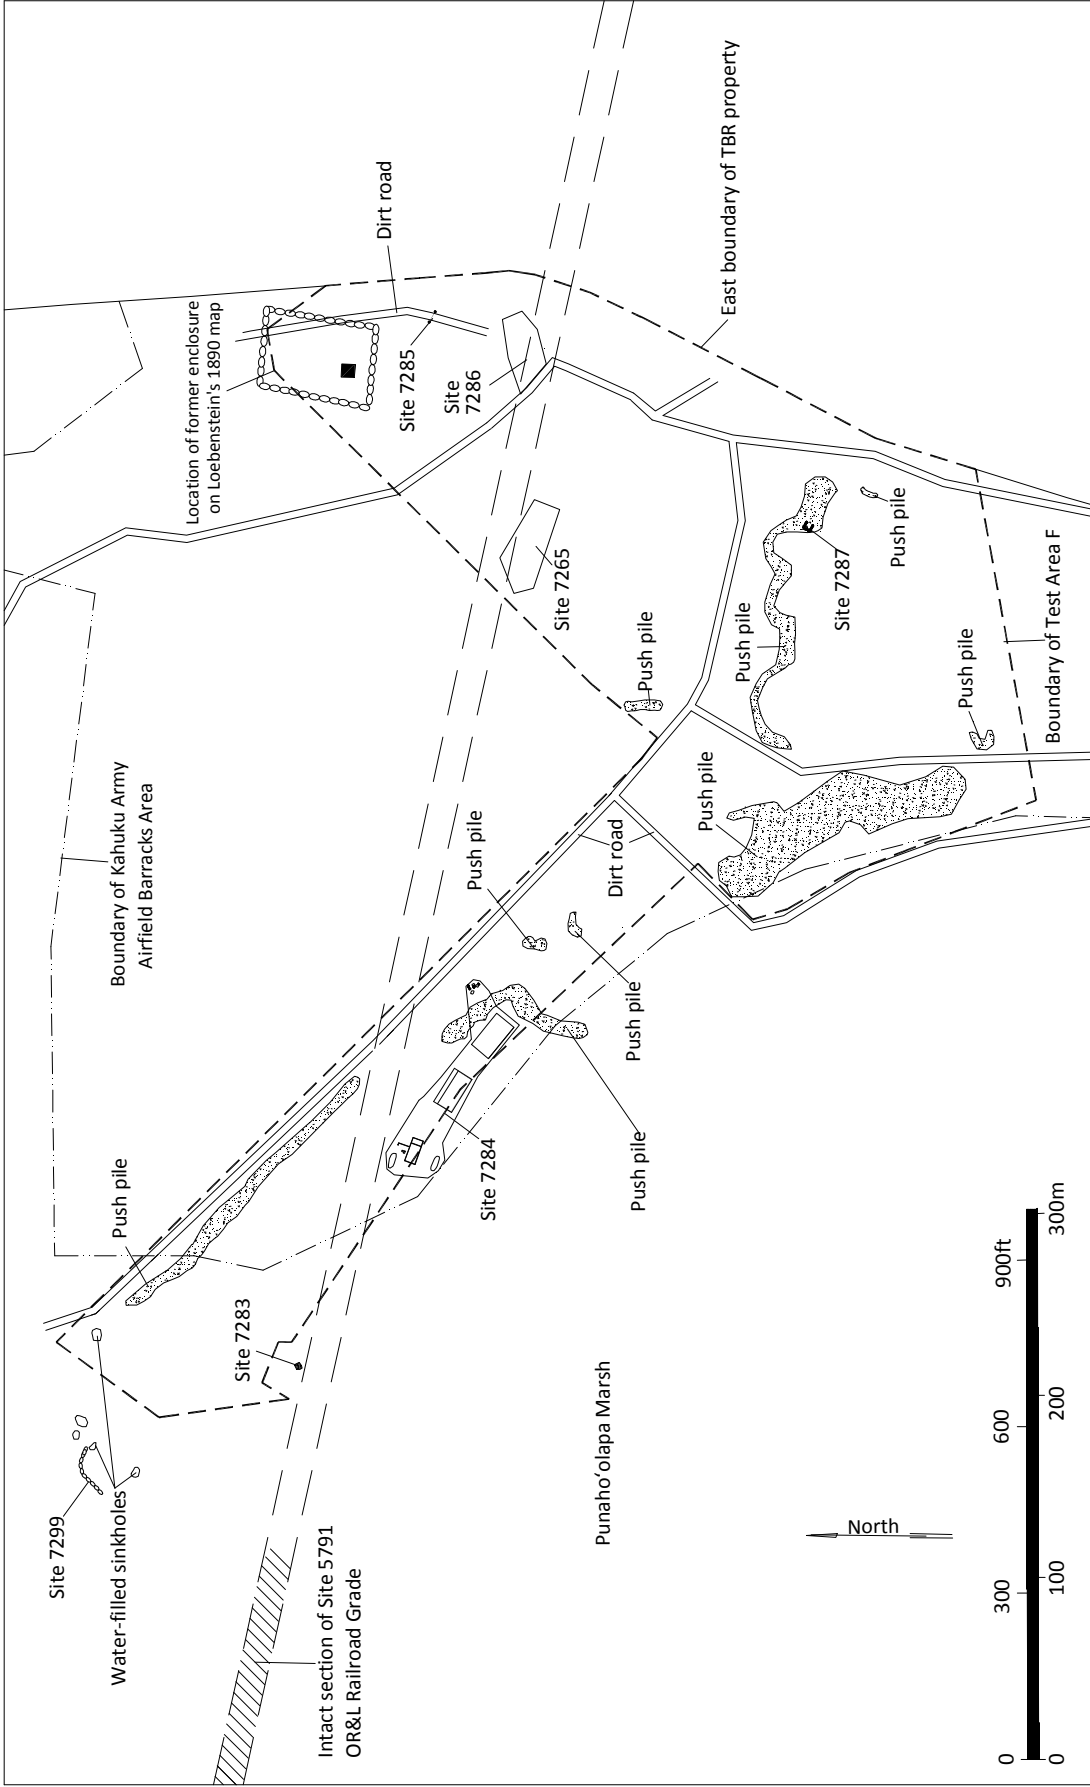 Site 7299
Water-filled sinkholes
Intact section of Site 5791
OR&L Railroad Grade
Site 7283
Push pile
Boundary of Kahuku Army
Airfield Barracks Area
Location of former enclosure
on Loebenstein's 1890 map
Dirt road
Site 7285
Site
7286
Site 7265
Push pile
Push pile
Site 7284
Push pile
Push pile
Dirt road
Push pile
Push pile
Site 7287
Push pile
Push pile
East boundary of TBR property
Boundary of Test Area F
Punahoʻolapa Marsh
North
0
300
600
900ft
0
100
200
300m